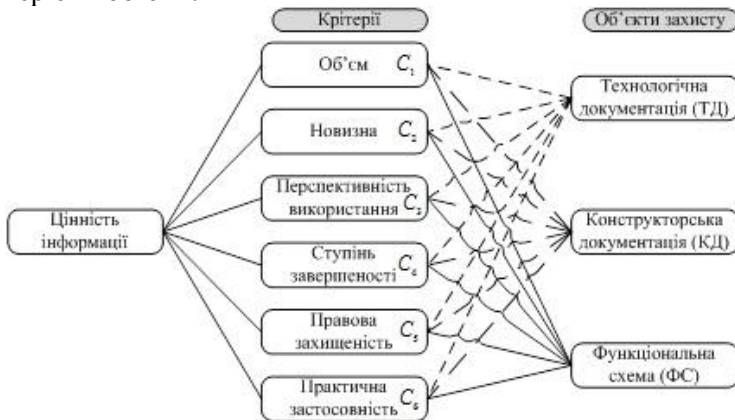 Крітерії
Об’єкти захисту
Об’єм C₁
Новизна C₂
Перспективність
використання C₃
Ступінь
завершеності C₄
Правова
захищеність C₅
Практична
застосовність C₆
Цінність
інформації
Технологічна
документація (ТД)
Конструкторська
документація (КД)
Функціональна
схема (ФС)